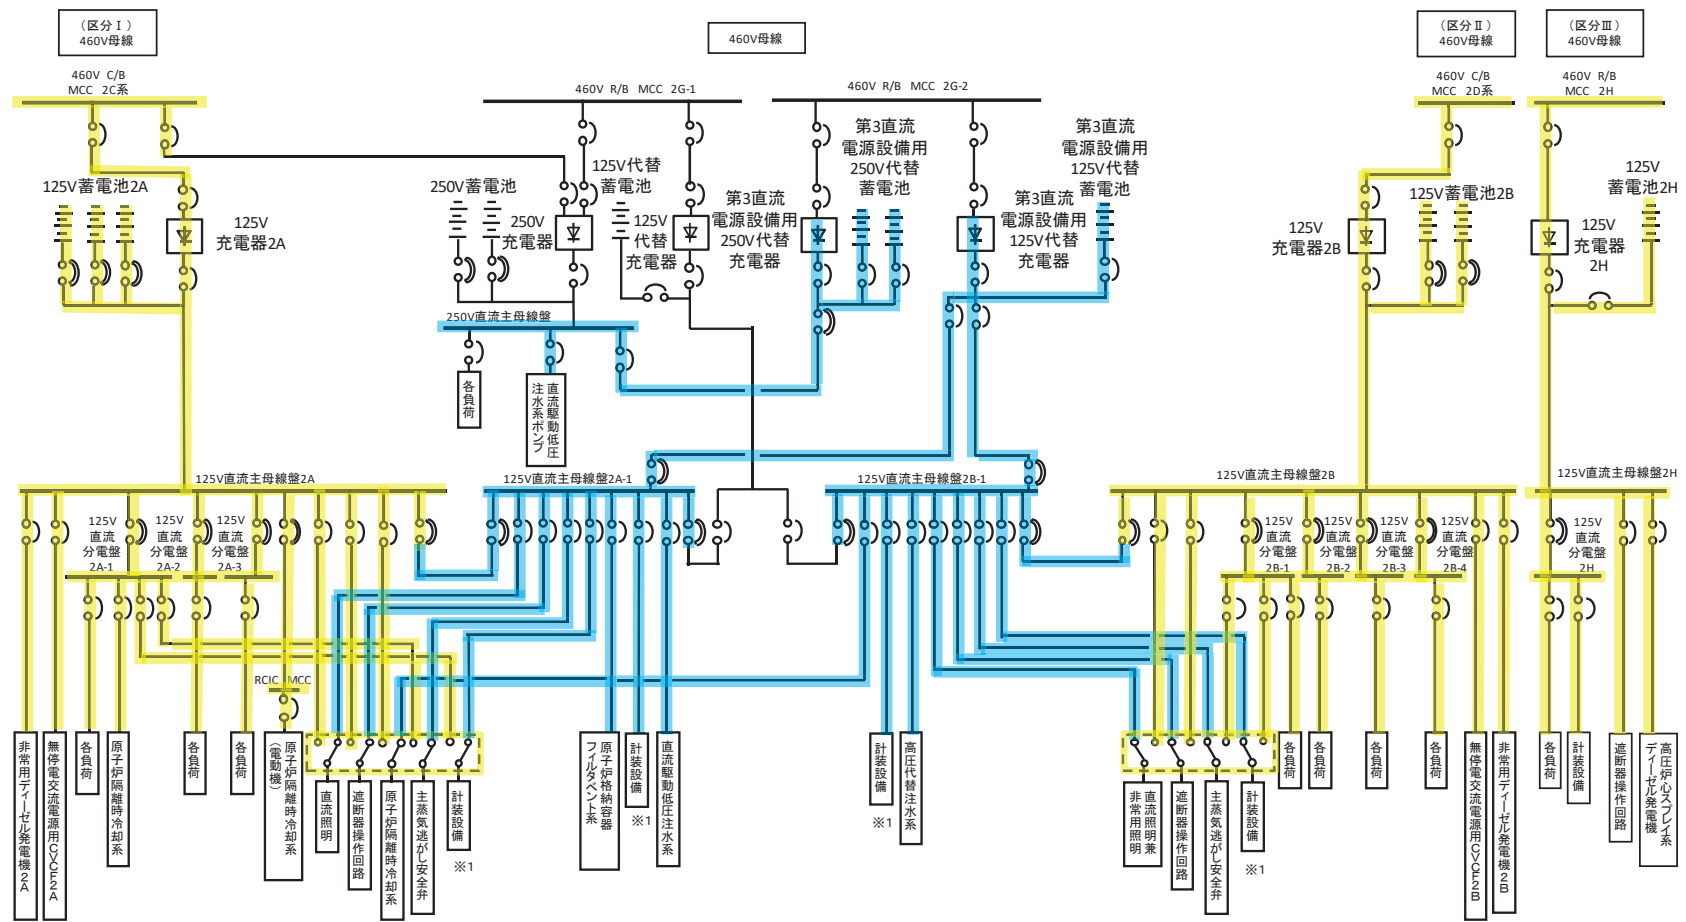 (区分Ⅰ)
460V母線
460V母線
(区分Ⅱ)
460V母線
(区分Ⅲ)
460V母線
460V C/B
MCC 2C系
460V R/B MCC 2G-1
460V R/B MCC 2G-2
460V C/B
MCC 2D系
460V R/B
MCC 2H
125V蓄電池2A
125V
充電器2A
250V蓄電池
250V
充電器
125V代替
蓄電池
125V
代替
充電器
第3直流
電源設備用
250V代替
充電器
第3直流
電源設備用
250V代替
蓄電池
第3直流
電源設備用
125V代替
充電器
第3直流
電源設備用
125V代替
蓄電池
125V
充電器2B
125V蓄電池2B
125V
充電器
2H
125V
蓄電池2H
250V直流主母線盤
各負荷
直流駆動低圧
注水系ポンプ
125V直流主母線盤2A
125V直流主母線盤2A-1
125V直流主母線盤2B-1
125V直流主母線盤2B
125V直流主母線盤2H
125V
直流
分電盤
2A-1
125V
直流
分電盤
2A-2
125V
直流
分電盤
2A-3
125V
直流
分電盤
2B-1
125V
直流
分電盤
2B-2
125V
直流
分電盤
2B-3
125V
直流
分電盤
2B-4
125V
直流
分電盤
2H
RCIC MCC
非常用ディーゼル発電機2A
無停電交流電源用CVCF2A
各負荷
原子炉隔離時冷却系
各負荷
各負荷
原子炉隔離時冷却系
(電動機)
直流照明
遮断器操作回路
原子炉隔離時冷却系
主蒸気逃がし安全弁
計装設備
※1
原子炉格納容器
フィルタベント系
計装設備
※1
直流駆動低圧注水系
計装設備
※1
高圧代替注水系
直流照明兼
非常用照明
遮断器操作回路
主蒸気逃がし安全弁
計装設備
※1
各負荷
各負荷
各負荷
各負荷
無停電交流電源用CVCF2B
非常用ディーゼル発電機2B
各負荷
計装設備
遮断器操作回路
高圧炉心スプレイ系
ディーゼル発電機